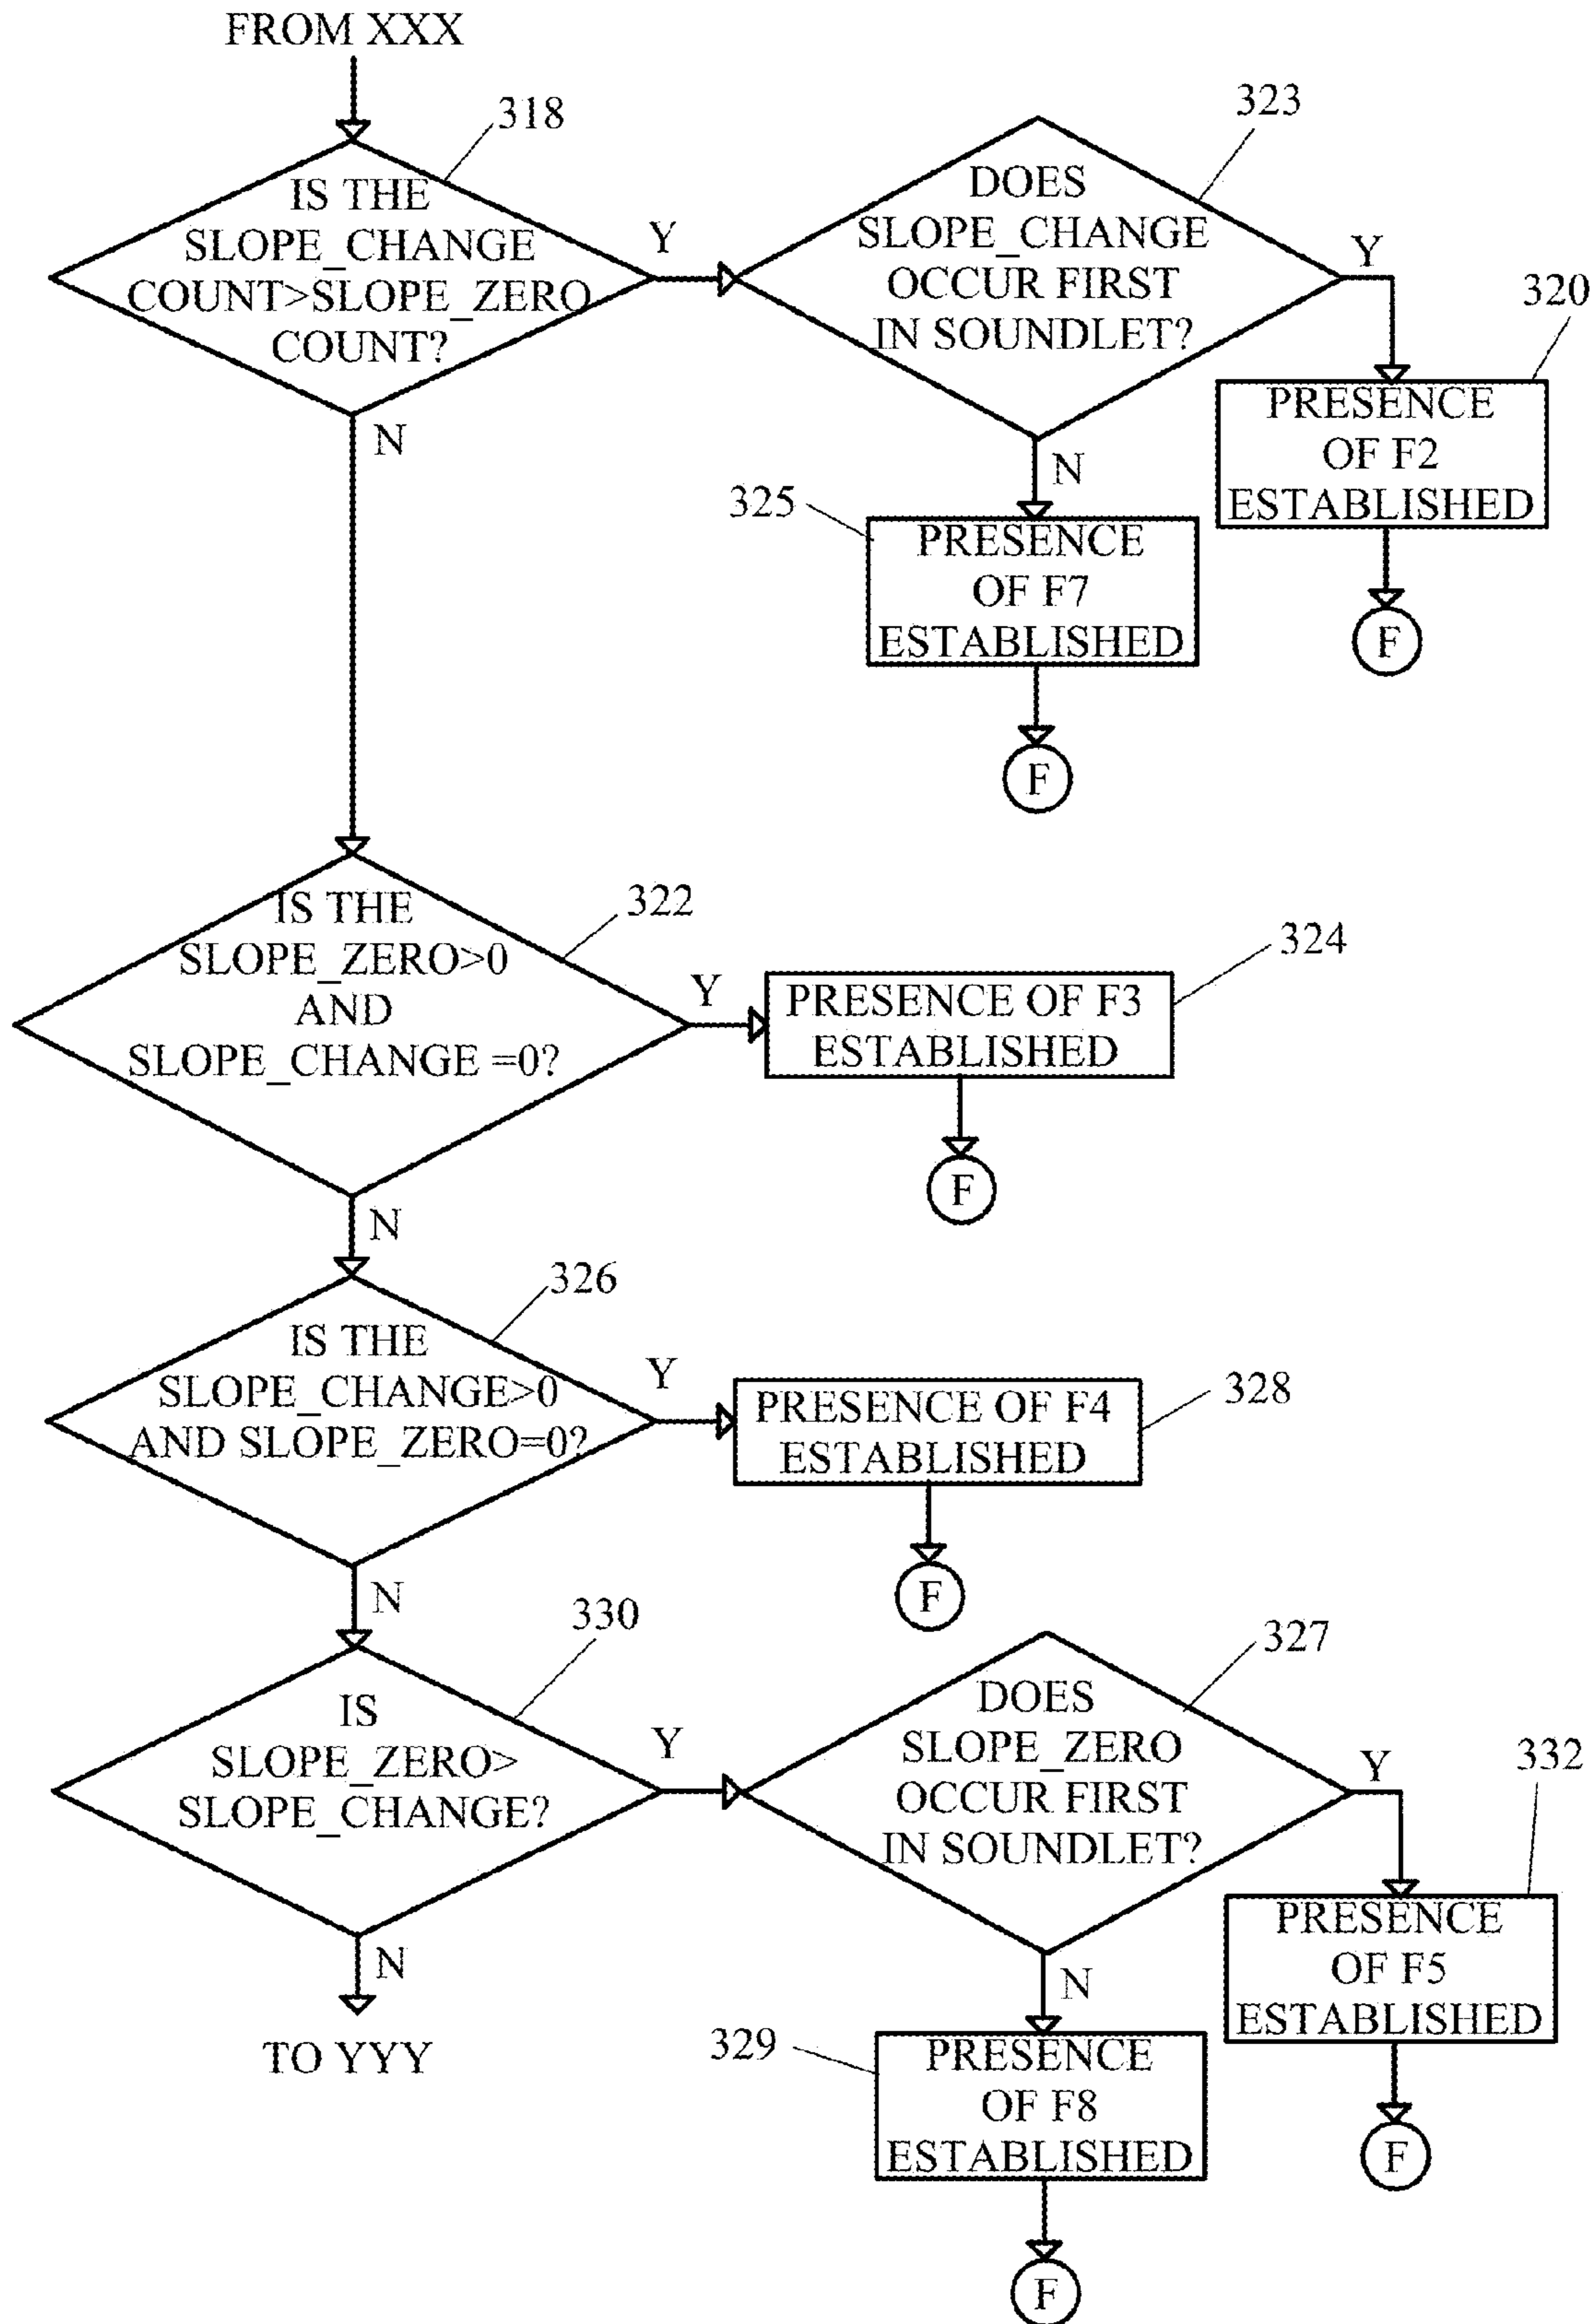 FROM XXX
318
IS THE
SLOPE_CHANGE
COUNT>SLOPE_ZERO
COUNT?
Y
N
323
DOES
SLOPE_CHANGE
OCCUR FIRST
IN SOUNDLET?
Y
N
320
PRESENCE
OF F2
ESTABLISHED
F
325
PRESENCE
OF F7
ESTABLISHED
F
322
IS THE
SLOPE_ZERO>0
AND
SLOPE_CHANGE =0?
Y
N
324
PRESENCE OF F3
ESTABLISHED
F
326
IS THE
SLOPE_CHANGE>0
AND SLOPE_ZERO=0?
Y
N
328
PRESENCE OF F4
ESTABLISHED
F
330
IS
SLOPE_ZERO>
SLOPE_CHANGE?
Y
N
TO YYY
327
DOES
SLOPE_ZERO
OCCUR FIRST
IN SOUNDLET?
Y
N
332
PRESENCE
OF F5
ESTABLISHED
F
329
PRESENCE
OF F8
ESTABLISHED
F